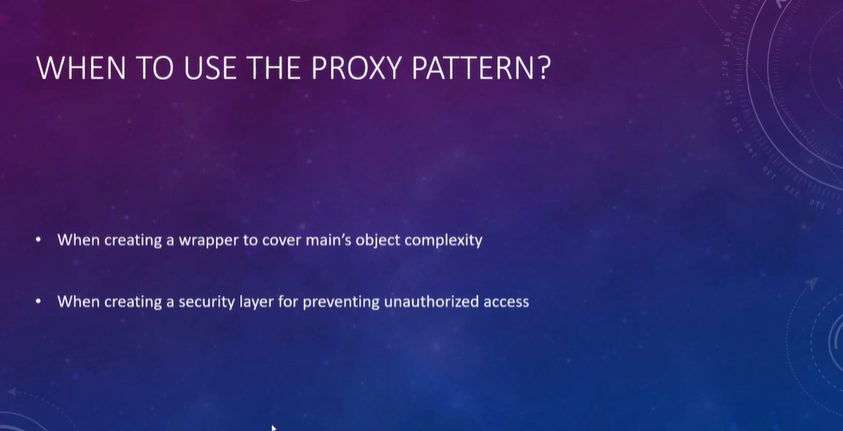 WHEN TO USE THE PROXY PATTERN?
• When creating a wrapper to cover main's object complexity
• When creating a security layer for preventing unauthorized access